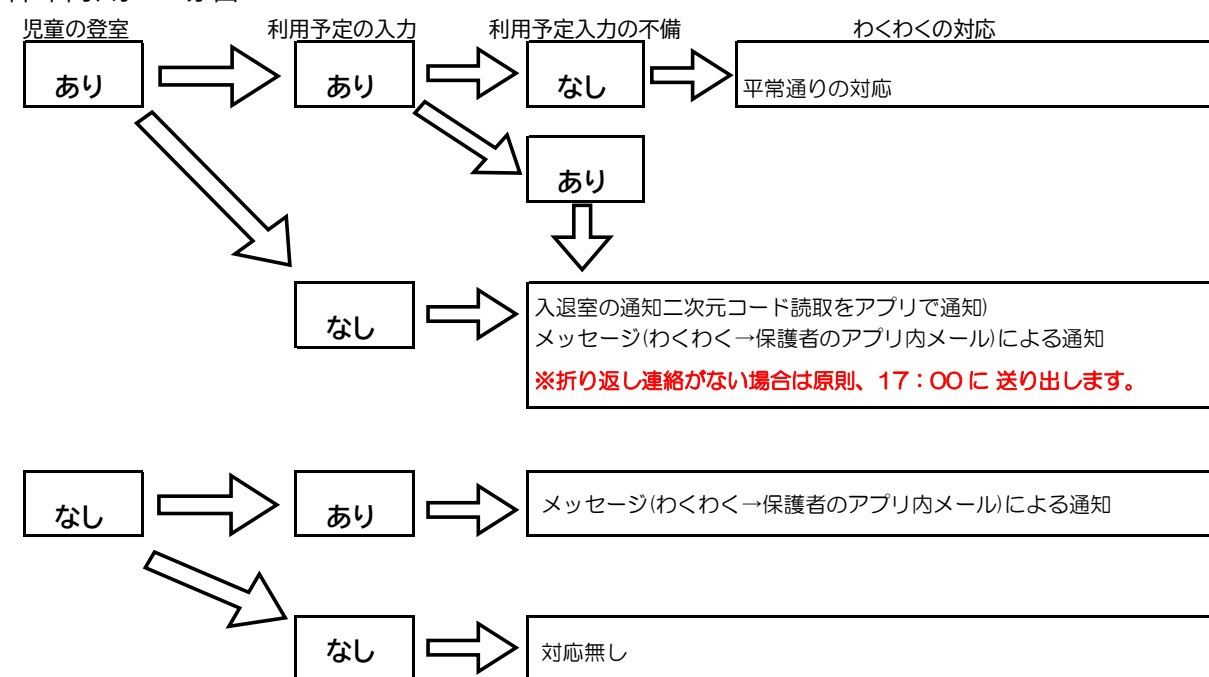 児童の登室 利用予定の入力 利用予定入力の不備 わくわくの対応
あり あり なし 平常通りの対応
あり
なし
入退室の通知二次元コード読取をアプリで通知)
メッセージ(わくわく→保護者のアプリ内メール)による通知
※折り返し連絡がない場合は原則、17：00 に 送り出します。
なし あり メッセージ(わくわく→保護者のアプリ内メール)による通知
なし 対応無し